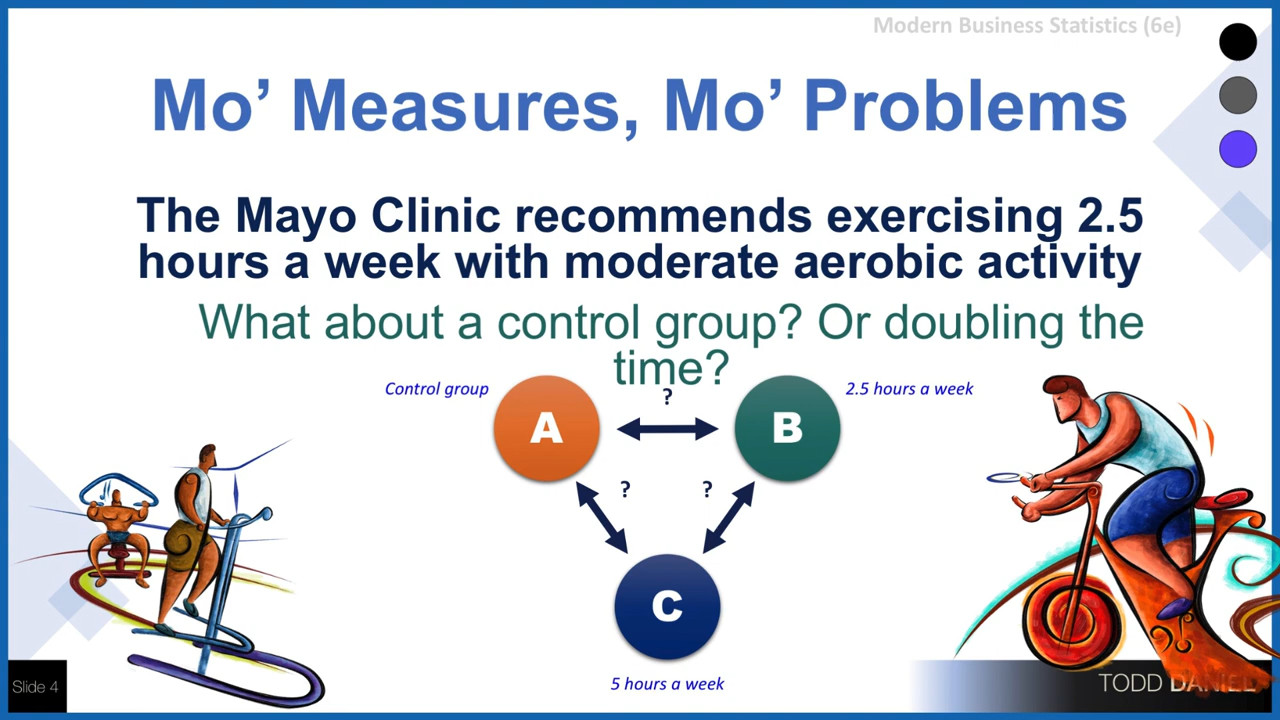 Modern Business Statistics (6e)
Mo’ Measures, Mo’ Problems
The Mayo Clinic recommends exercising 2.5
hours a week with moderate aerobic activity
What about a control group? Or doubling the
time?
Control group
A
?
B
2.5 hours a week
?
?
C
5 hours a week
Slide 4
TODD DANIEL